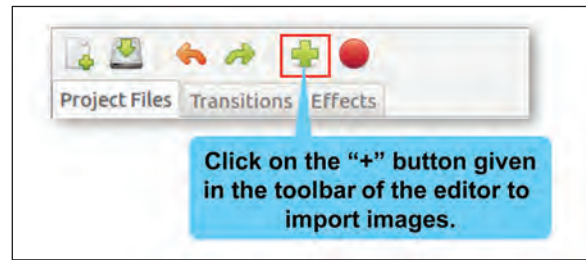 Project Files Transitions Effects
Click on the “+” button given
in the toolbar of the editor to
import images.